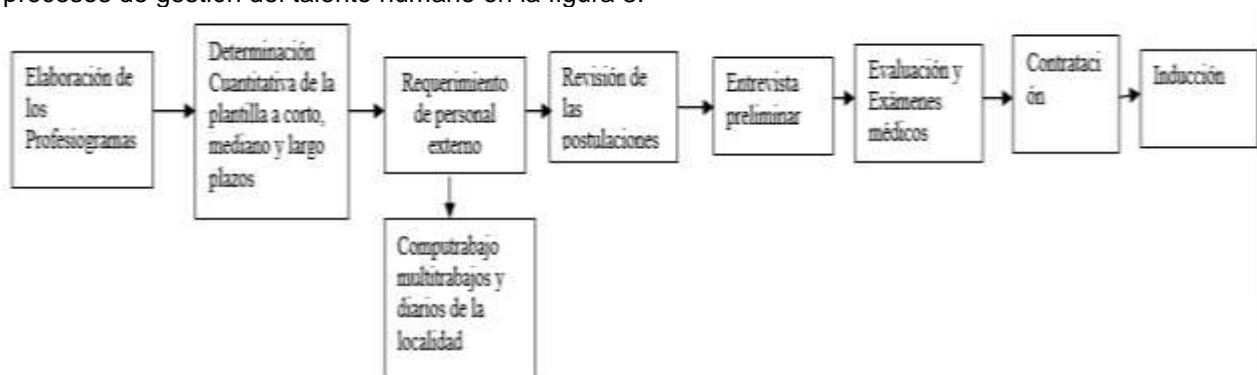 procesos de gestión del talento humano en la figura 3.
Elaboración de
los
Profesiogramas
Determinación
Cuantitativa de la
plantilla a corto,
mediano y largo
plazos
Requerimiento
de personal
externo
Computrabajo
multitrabajos y
diarios de la
localidad
Revisión de
las
postulaciones
Entrevista
preliminar
Evaluación y
Exámenes
médicos
Contrataci
ón
Inducción